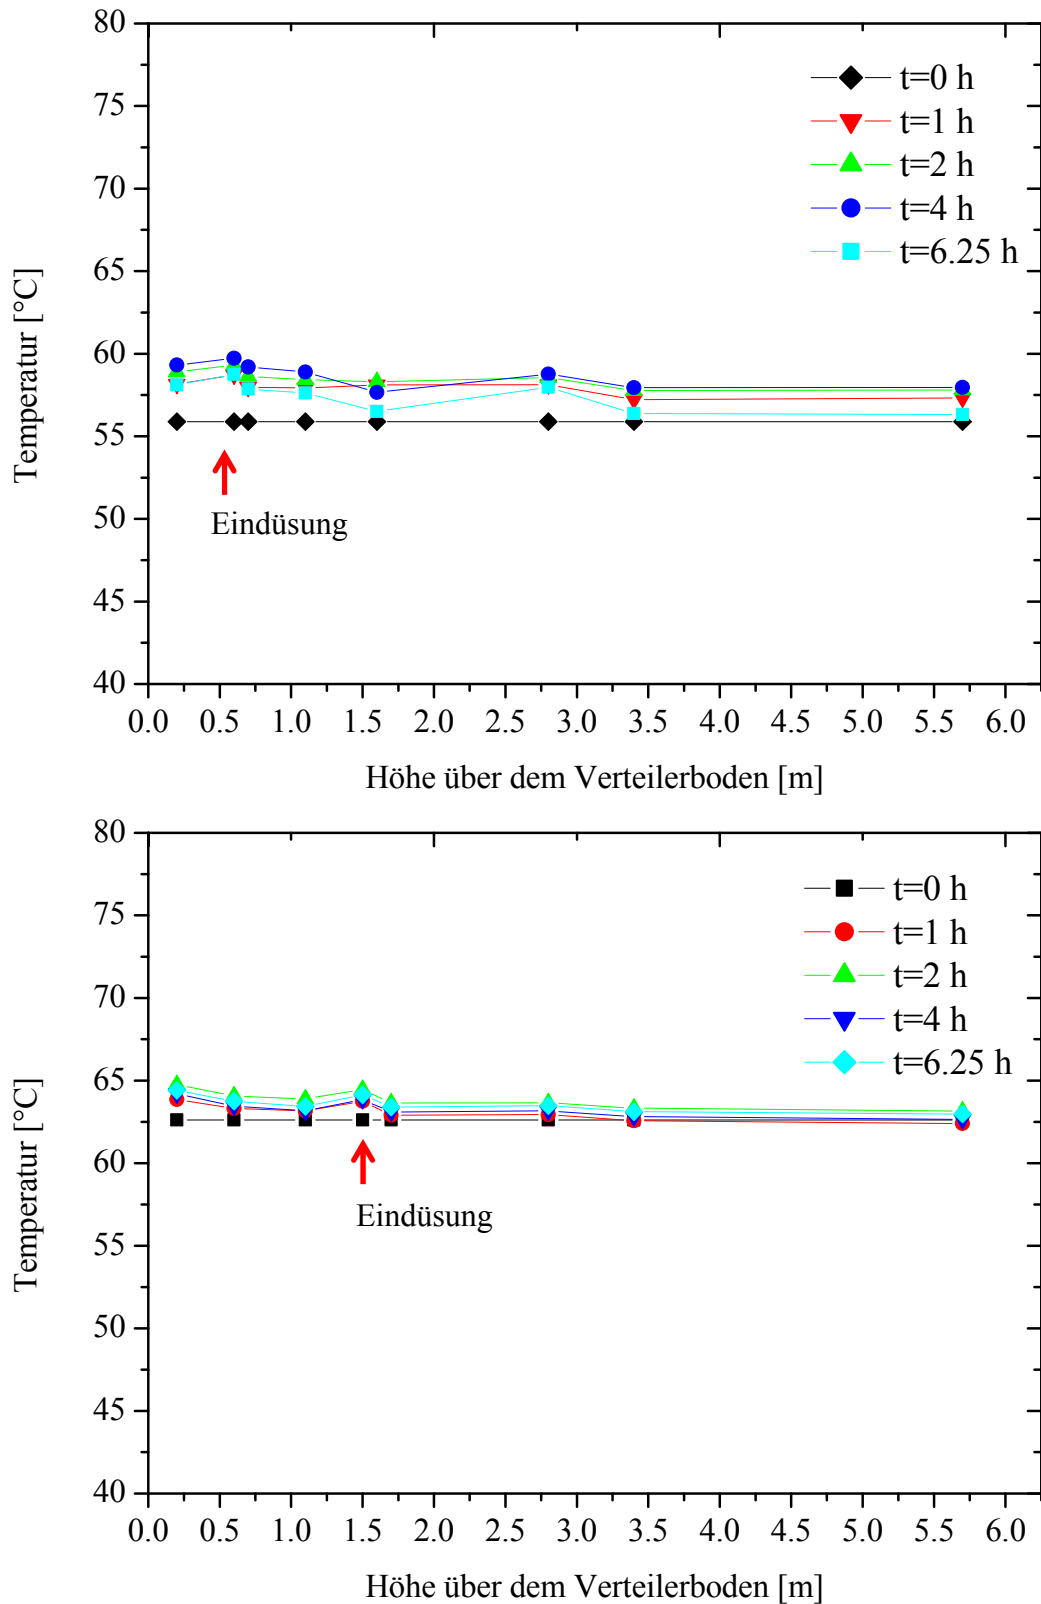 80
75
70
65
60
55
50
45
40
Temperatur [°C]
t=0 h
t=1 h
t=2 h
t=4 h
t=6.25 h
Eindüsung
0.0 0.5 1.0 1.5 2.0 2.5 3.0 3.5 4.0 4.5 5.0 5.5 6.0
Höhe über dem Verteilerboden [m]
80
75
70
65
60
55
50
45
40
Temperatur [°C]
t=0 h
t=1 h
t=2 h
t=4 h
t=6.25 h
Eindüsung
0.0 0.5 1.0 1.5 2.0 2.5 3.0 3.5 4.0 4.5 5.0 5.5 6.0
Höhe über dem Verteilerboden [m]